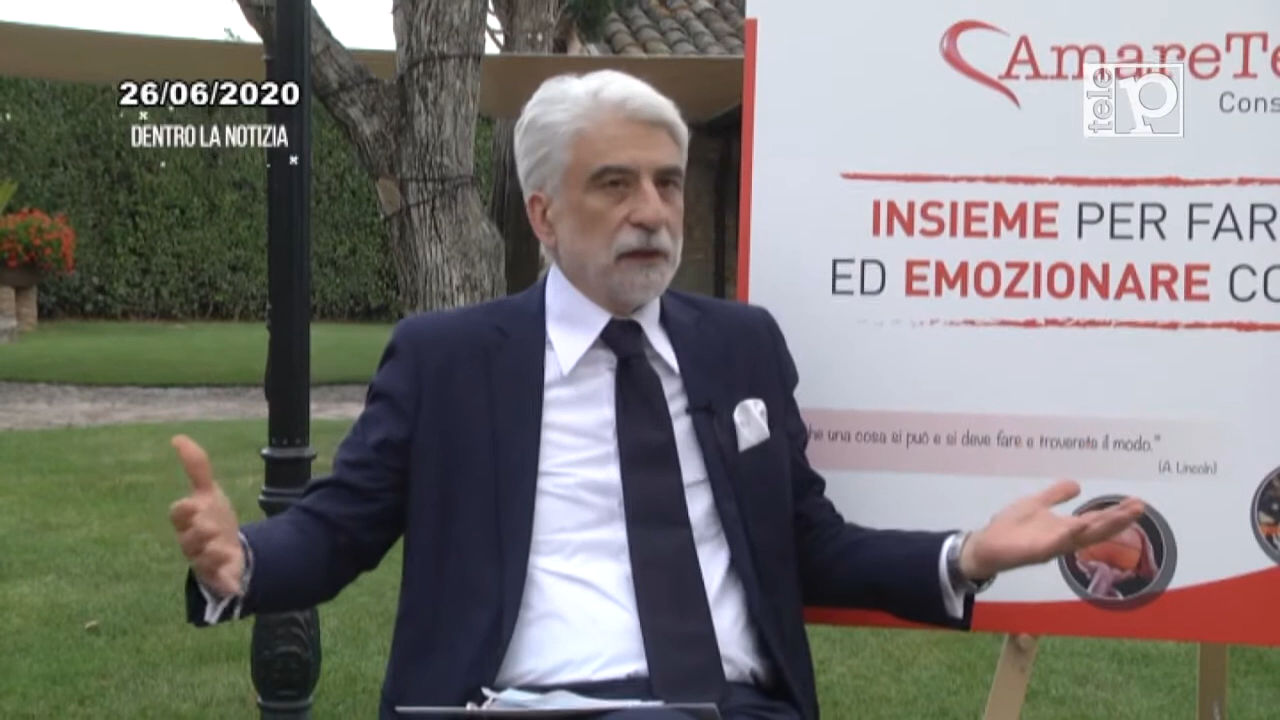 26/06/2020
DENTRO LA NOTIZIA
tele p
AmareTe
Cons
INSIEME PER FAR
ED EMOZIONARE CO
he una cosa si può e si deve fare e troverete il modo."
(A. Lincoln)